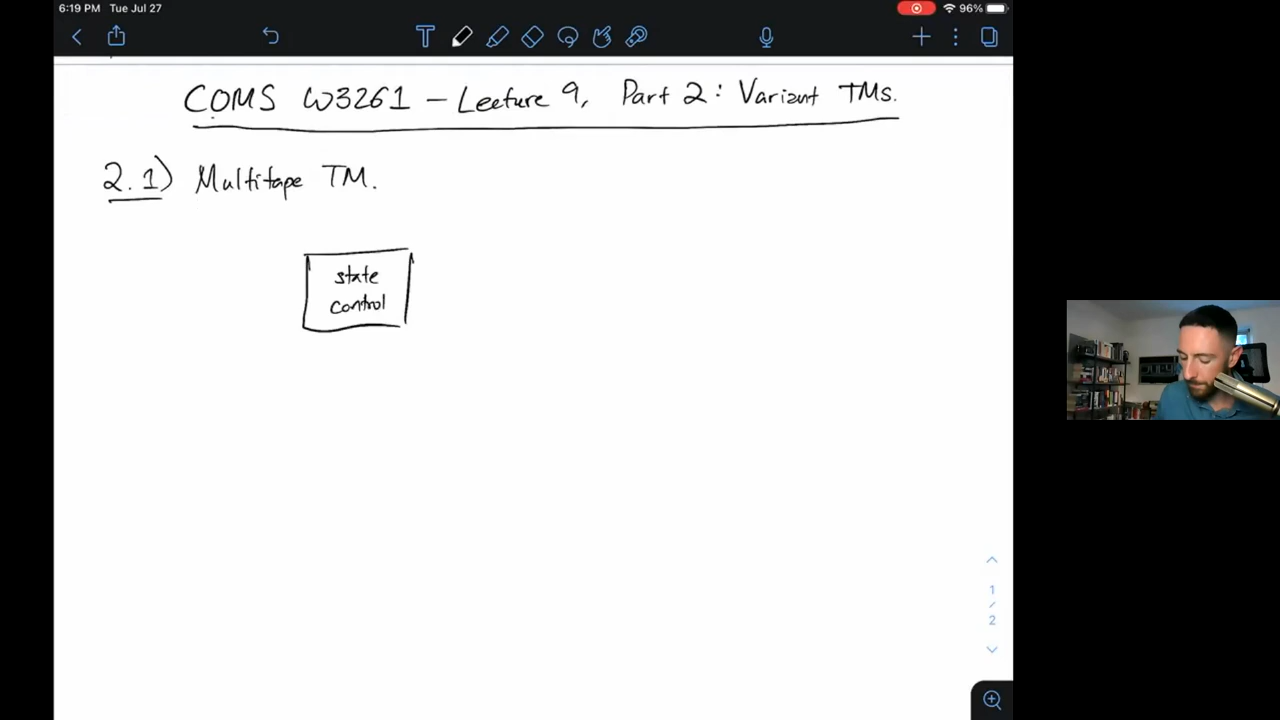 6:19 PM Tue Jul 27
96%
COMS W3261 - Lecture 9, Part 2: Variant TMs.
2.1) Multitape TM.
state
control
1
/
2